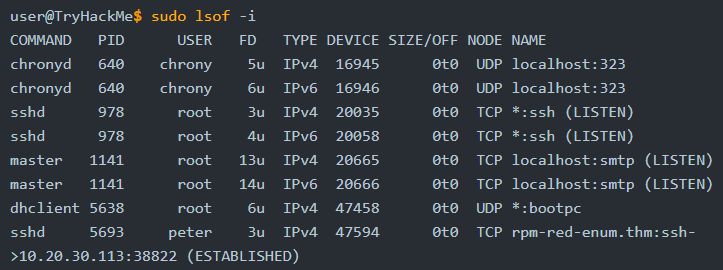 user@TryHackMe$ sudo lsof -i
COMMAND   PID     USER   FD   TYPE DEVICE SIZE/OFF NODE NAME
chronyd   640   chrony    5u  IPv4  16945      0t0  UDP localhost:323
chronyd   640   chrony    6u  IPv6  16946      0t0  UDP localhost:323
sshd      978     root    3u  IPv4  20035      0t0  TCP *:ssh (LISTEN)
sshd      978     root    4u  IPv6  20058      0t0  TCP *:ssh (LISTEN)
master   1141     root   13u  IPv4  20665      0t0  TCP localhost:smtp (LISTEN)
master   1141     root   14u  IPv6  20666      0t0  TCP localhost:smtp (LISTEN)
dhclient 5638     root    6u  IPv4  47458      0t0  UDP *:bootpc
sshd     5693    peter    3u  IPv4  47594      0t0  TCP rpm-red-enum.thm:ssh-
>10.20.30.113:38822 (ESTABLISHED)